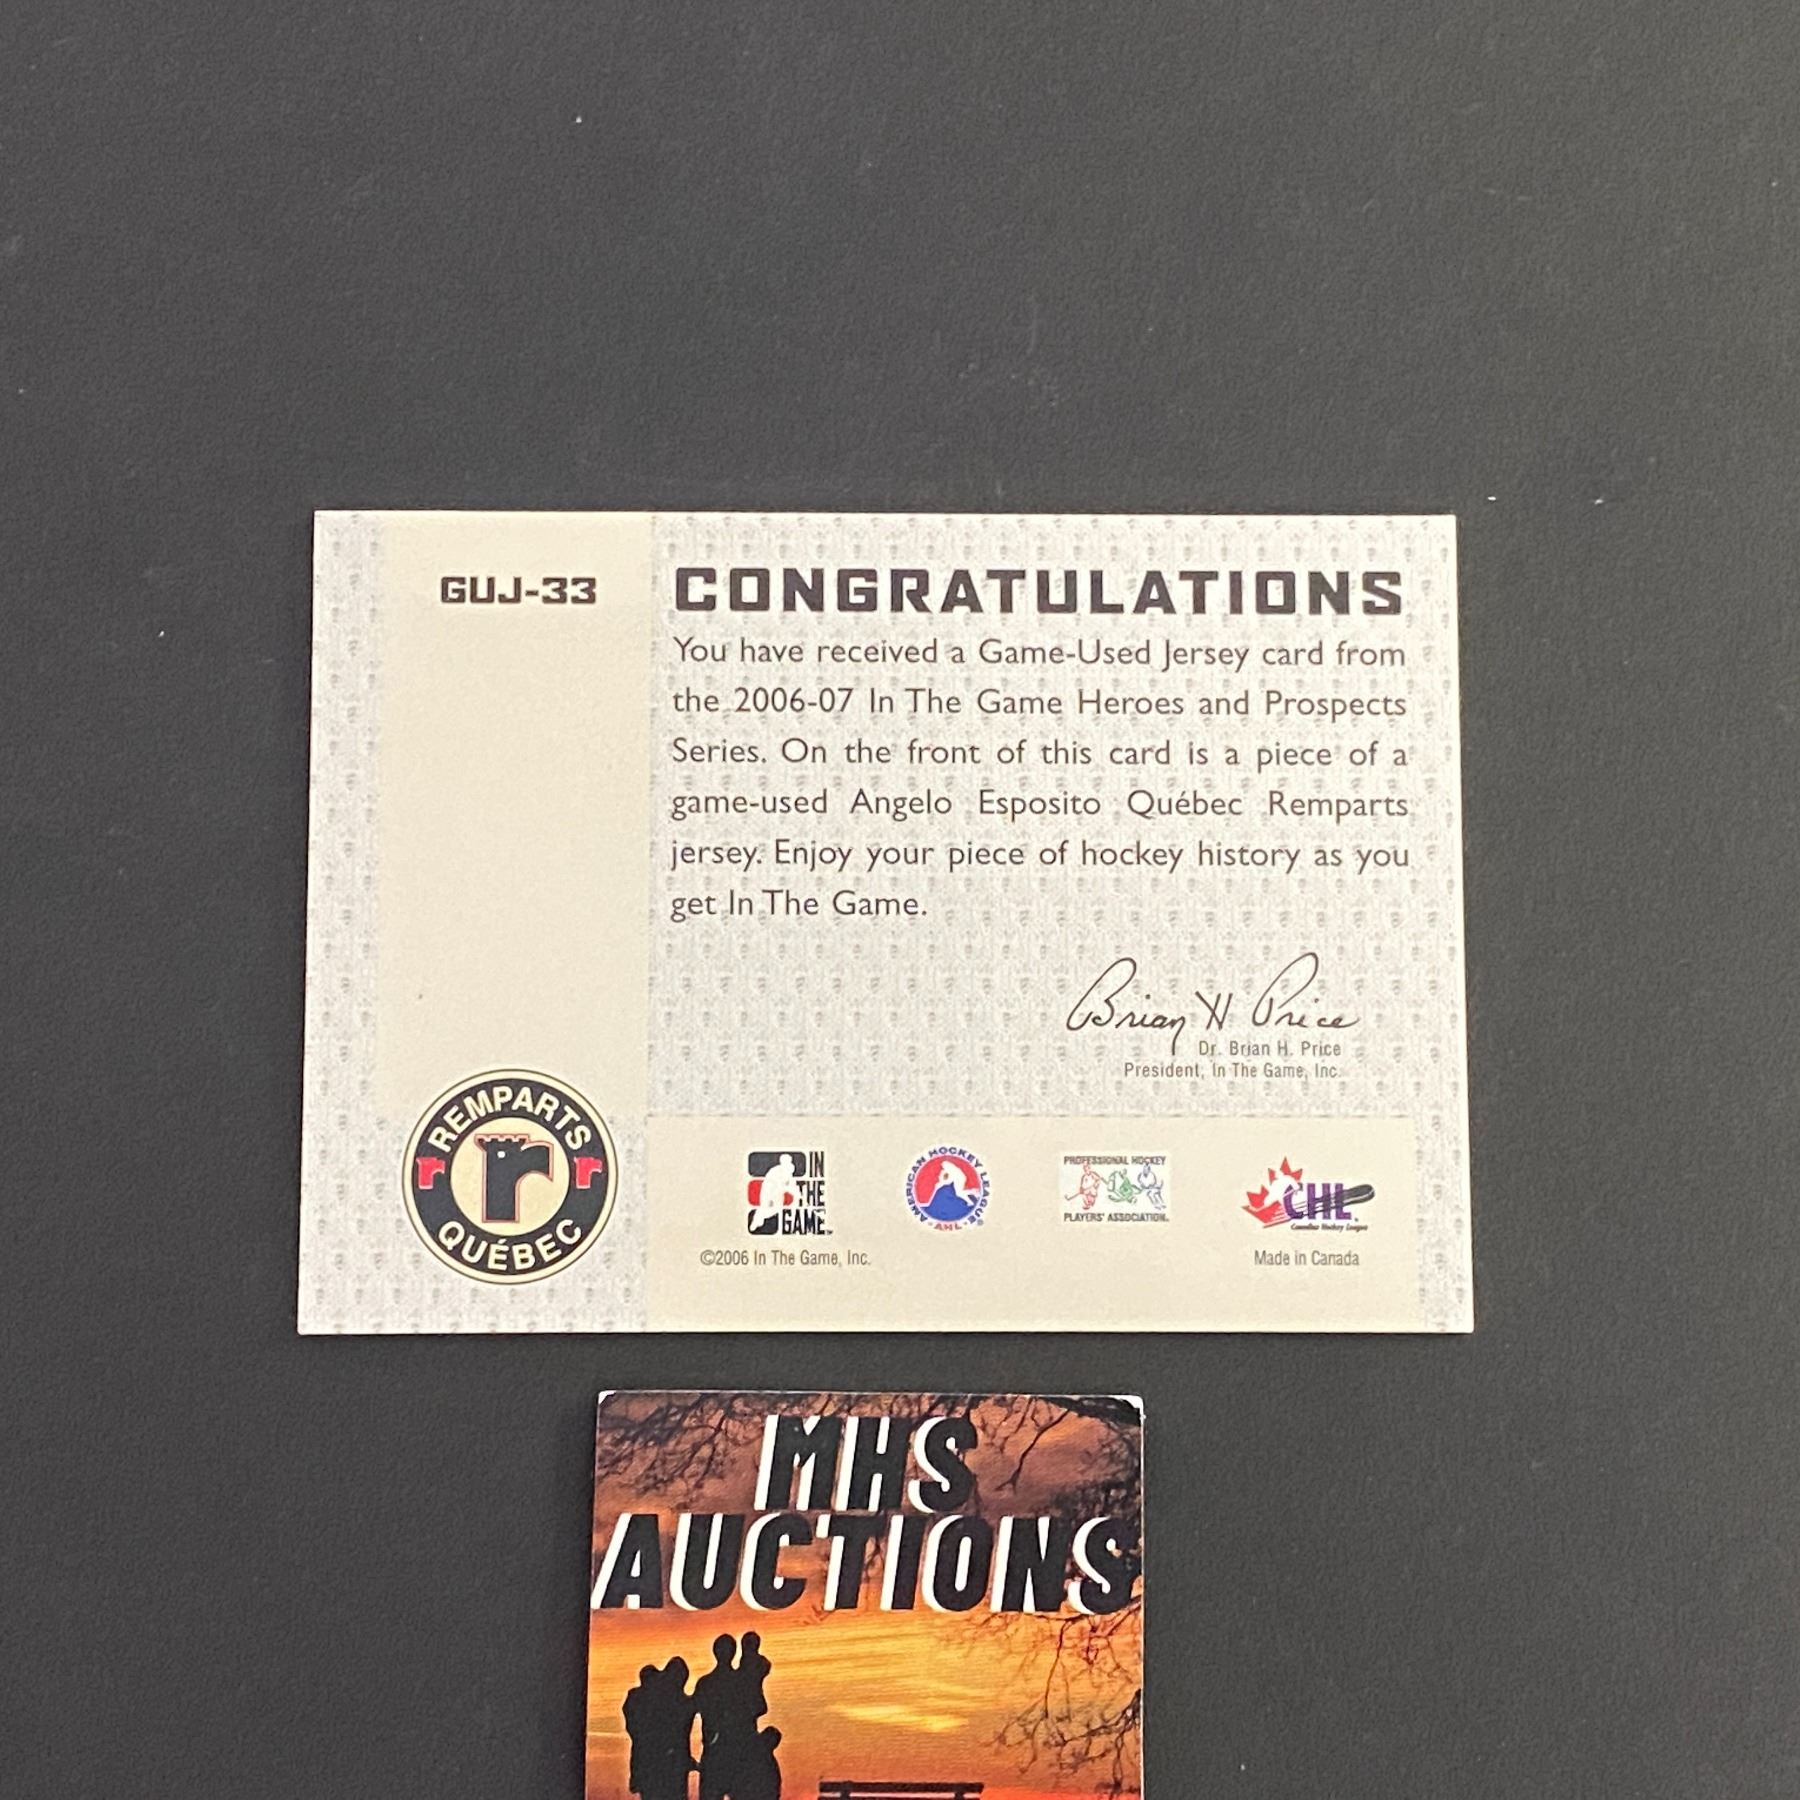 GUJ-33
CONGRATULATIONS
You have received a Game-Used Jersey card from
the 2006-07 In The Game Heroes and Prospects
Series. On the front of this card is a piece of a
game-used Angelo Esposito Québec Remparts
jersey. Enjoy your piece of hockey history as you
get In The Game.
Brian H Price
Dr. Brian H. Price
President, In The Game, Inc.
REMPARTS
r
r
r
QUÉBEC
IN
THE
GAME
AMERICAN HOCKEY LEAGUE
AHL
PROFESSIONAL HOCKEY
PLAYERS' ASSOCIATION
CHL
Canadian Hockey League
©2006 In The Game, Inc.
Made in Canada
MHS
AUCTIONS